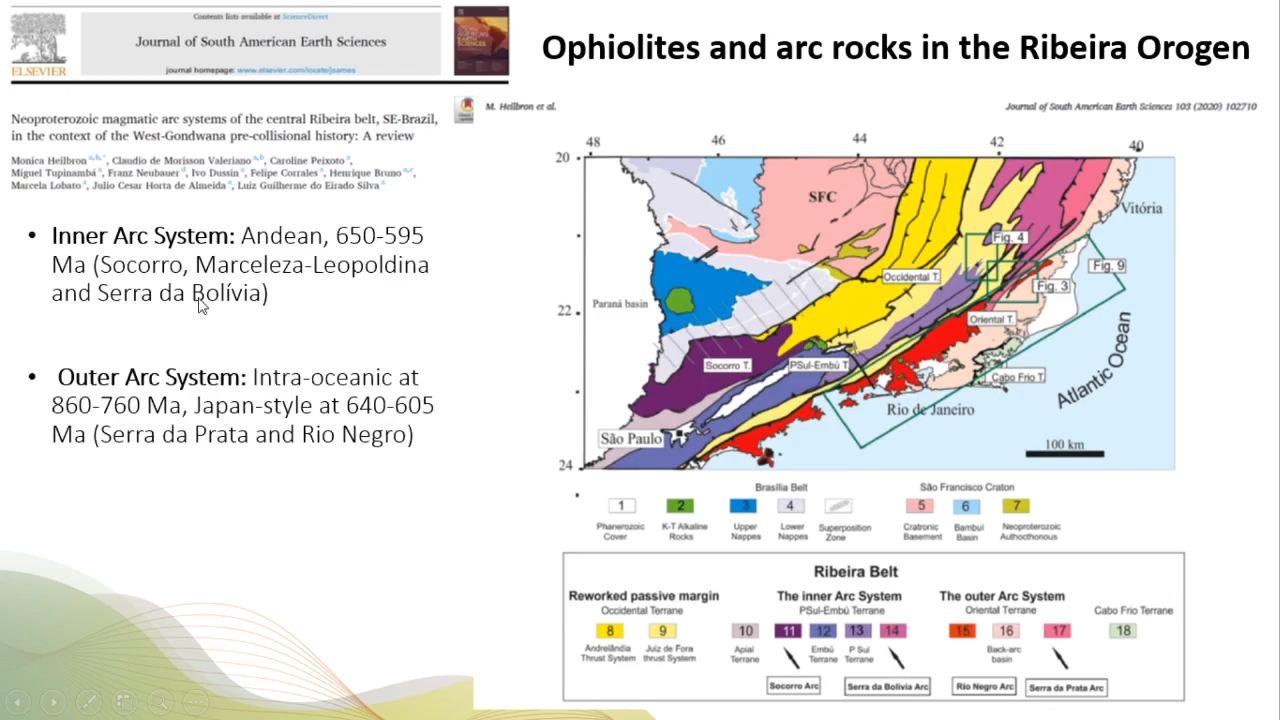 Contents lists available at ScienceDirect
Journal of South American Earth Sciences
journal homepage: www.elsevier.com/locate/jsames
ELSEVIER
Ophiolites and arc rocks in the Ribeira Orogen
M. Heilbron et al.
Journal of South American Earth Sciences 103 (2020) 102710
Neoproterozoic magmatic arc systems of the central Ribeira belt, SE-Brazil,
in the context of the West-Gondwana pre-collisional history: A review
Monica Heilbron a,b,*, Claudio de Morisson Valeriano a,b, Caroline Peixoto a,
Miguel Tupinambá a, Franz Neubauer d, Ivo Dussin a, Felipe Corrales a, Henrique Bruno a,c,
Marcela Lobato a, Julio Cesar Horta de Almeida a, Luiz Guilherme do Eirado Silva a
• Inner Arc System: Andean, 650-595
Ma (Socorro, Marceleza-Leopoldina
and Serra da Bolívia)
• Outer Arc System: Intra-oceanic at
860-760 Ma, Japan-style at 640-605
Ma (Serra da Prata and Rio Negro)
48 46 44 42 40
20
22
24
SFC
Vitória
Fig. 4
Fig. 9
Occidental T.
Fig. 3
Paraná basin
Oriental T.
Socorro T.
PSul-Embú T.
Cabo Frio T.
Atlantic Ocean
Rio de Janeiro
São Paulo
100 km
Brasília Belt
São Francisco Craton
1 2 3 4 5 6 7
Phanerozoic Cover
K-T Alkaline Rocks
Upper Nappes
Lower Nappes
Superposition Zone
Cratronic Basement
Bambuí Basin
Neoproterozoic Authocthonous
Ribeira Belt
Reworked passive margin
Occidental Terrane
8 9
Andrelândia Thrust System
Juiz de Fora thrust System
The inner Arc System
PSul-Embú Terrane
10 11 12 13 14
Apiaí Terrane
Embú Terrane
P Sul Terrane
Socorro Arc
Serra da Bolívia Arc
The outer Arc System
Oriental Terrane
15 16 17
Back-arc basin
Rio Negro Arc
Serra da Prata Arc
Cabo Frio Terrane
18